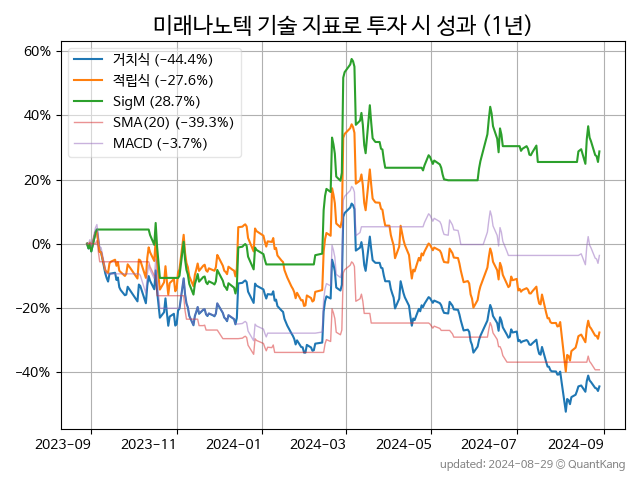 미래나노텍 기술 지표로 투자 시 성과 (1년)
60%
40%
20%
0%
−20%
−40%
거치식 (−44.4%)
적립식 (−27.6%)
SigM (28.7%)
SMA(20) (−39.3%)
MACD (−3.7%)
2023-09 2023-11 2024-01 2024-03 2024-05 2024-07 2024-09
updated: 2024-08-29 © QuantKang